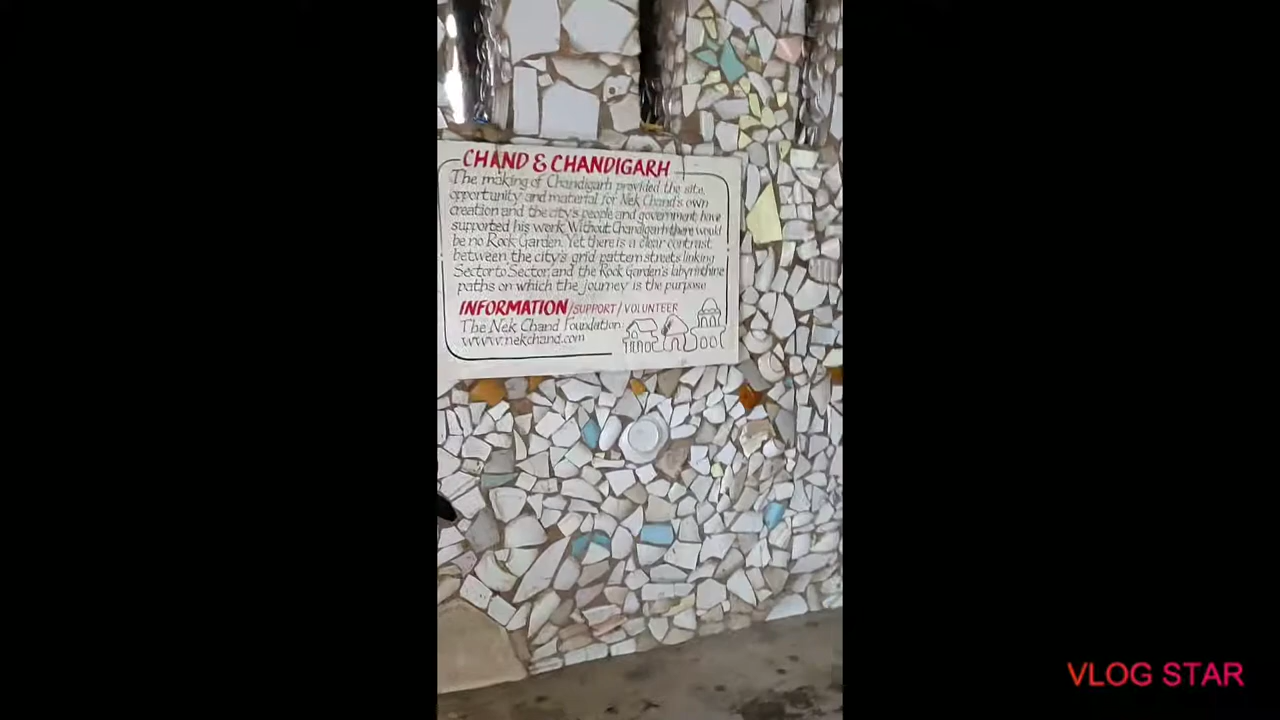 CHAND & CHANDIGARH
The making of Chandigarh provided the site,
opportunity and material for Nek Chand's own
creation and the city's people and government have
supported his work. Without Chandigarh there would
be no Rock Garden. Yet there is a clear contrast
between the city's grid pattern streets linking
Sector to Sector, and the Rock Garden's labyrinthine
paths on which the journey is the purpose
INFORMATION/SUPPORT/VOLUNTEER
The Nek Chand Foundation:
www.nekchand.com
VLOG STAR